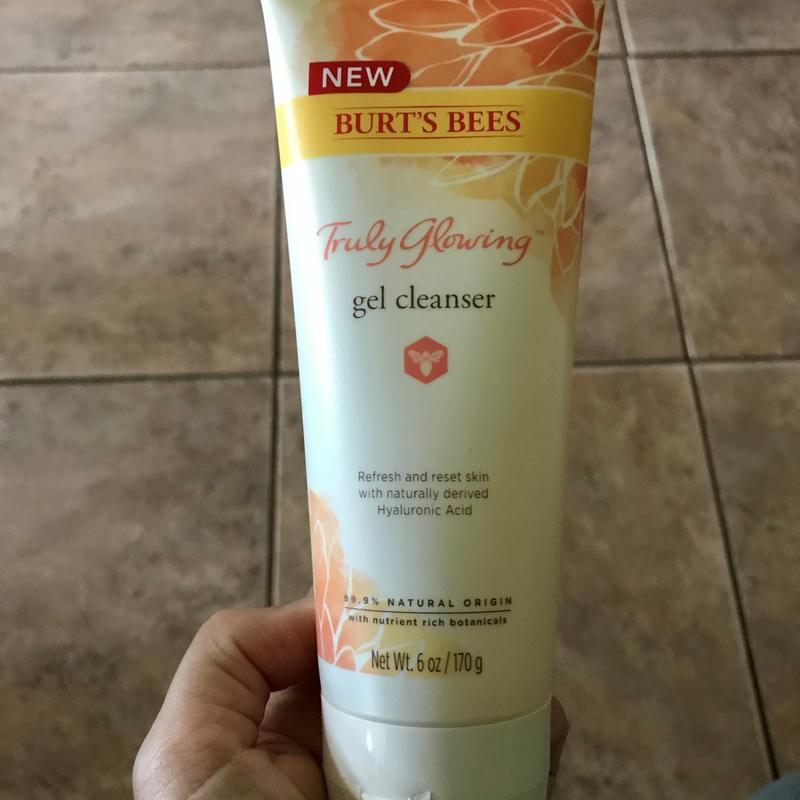 NEW
BURT'S BEES®
Truly Glowing™
gel cleanser
Refresh and reset skin
with naturally derived
Hyaluronic Acid
99.9% NATURAL ORIGIN
with nutrient rich botanicals
Net Wt. 6 oz / 170 g